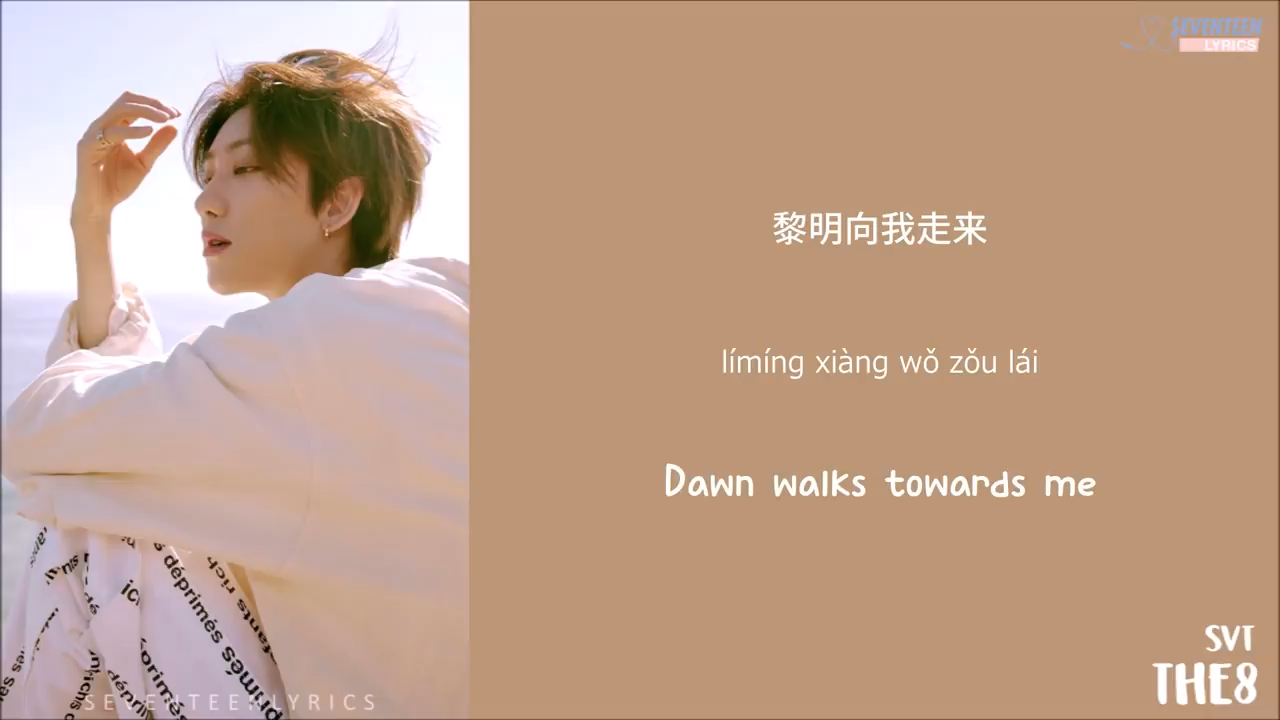 SEVENTEEN
LYRICS
黎明向我走来
límíng xiàng wǒ zǒu lái
Dawn walks towards me
déprimés
SVT
THE8
SEVENTEENLYRICS